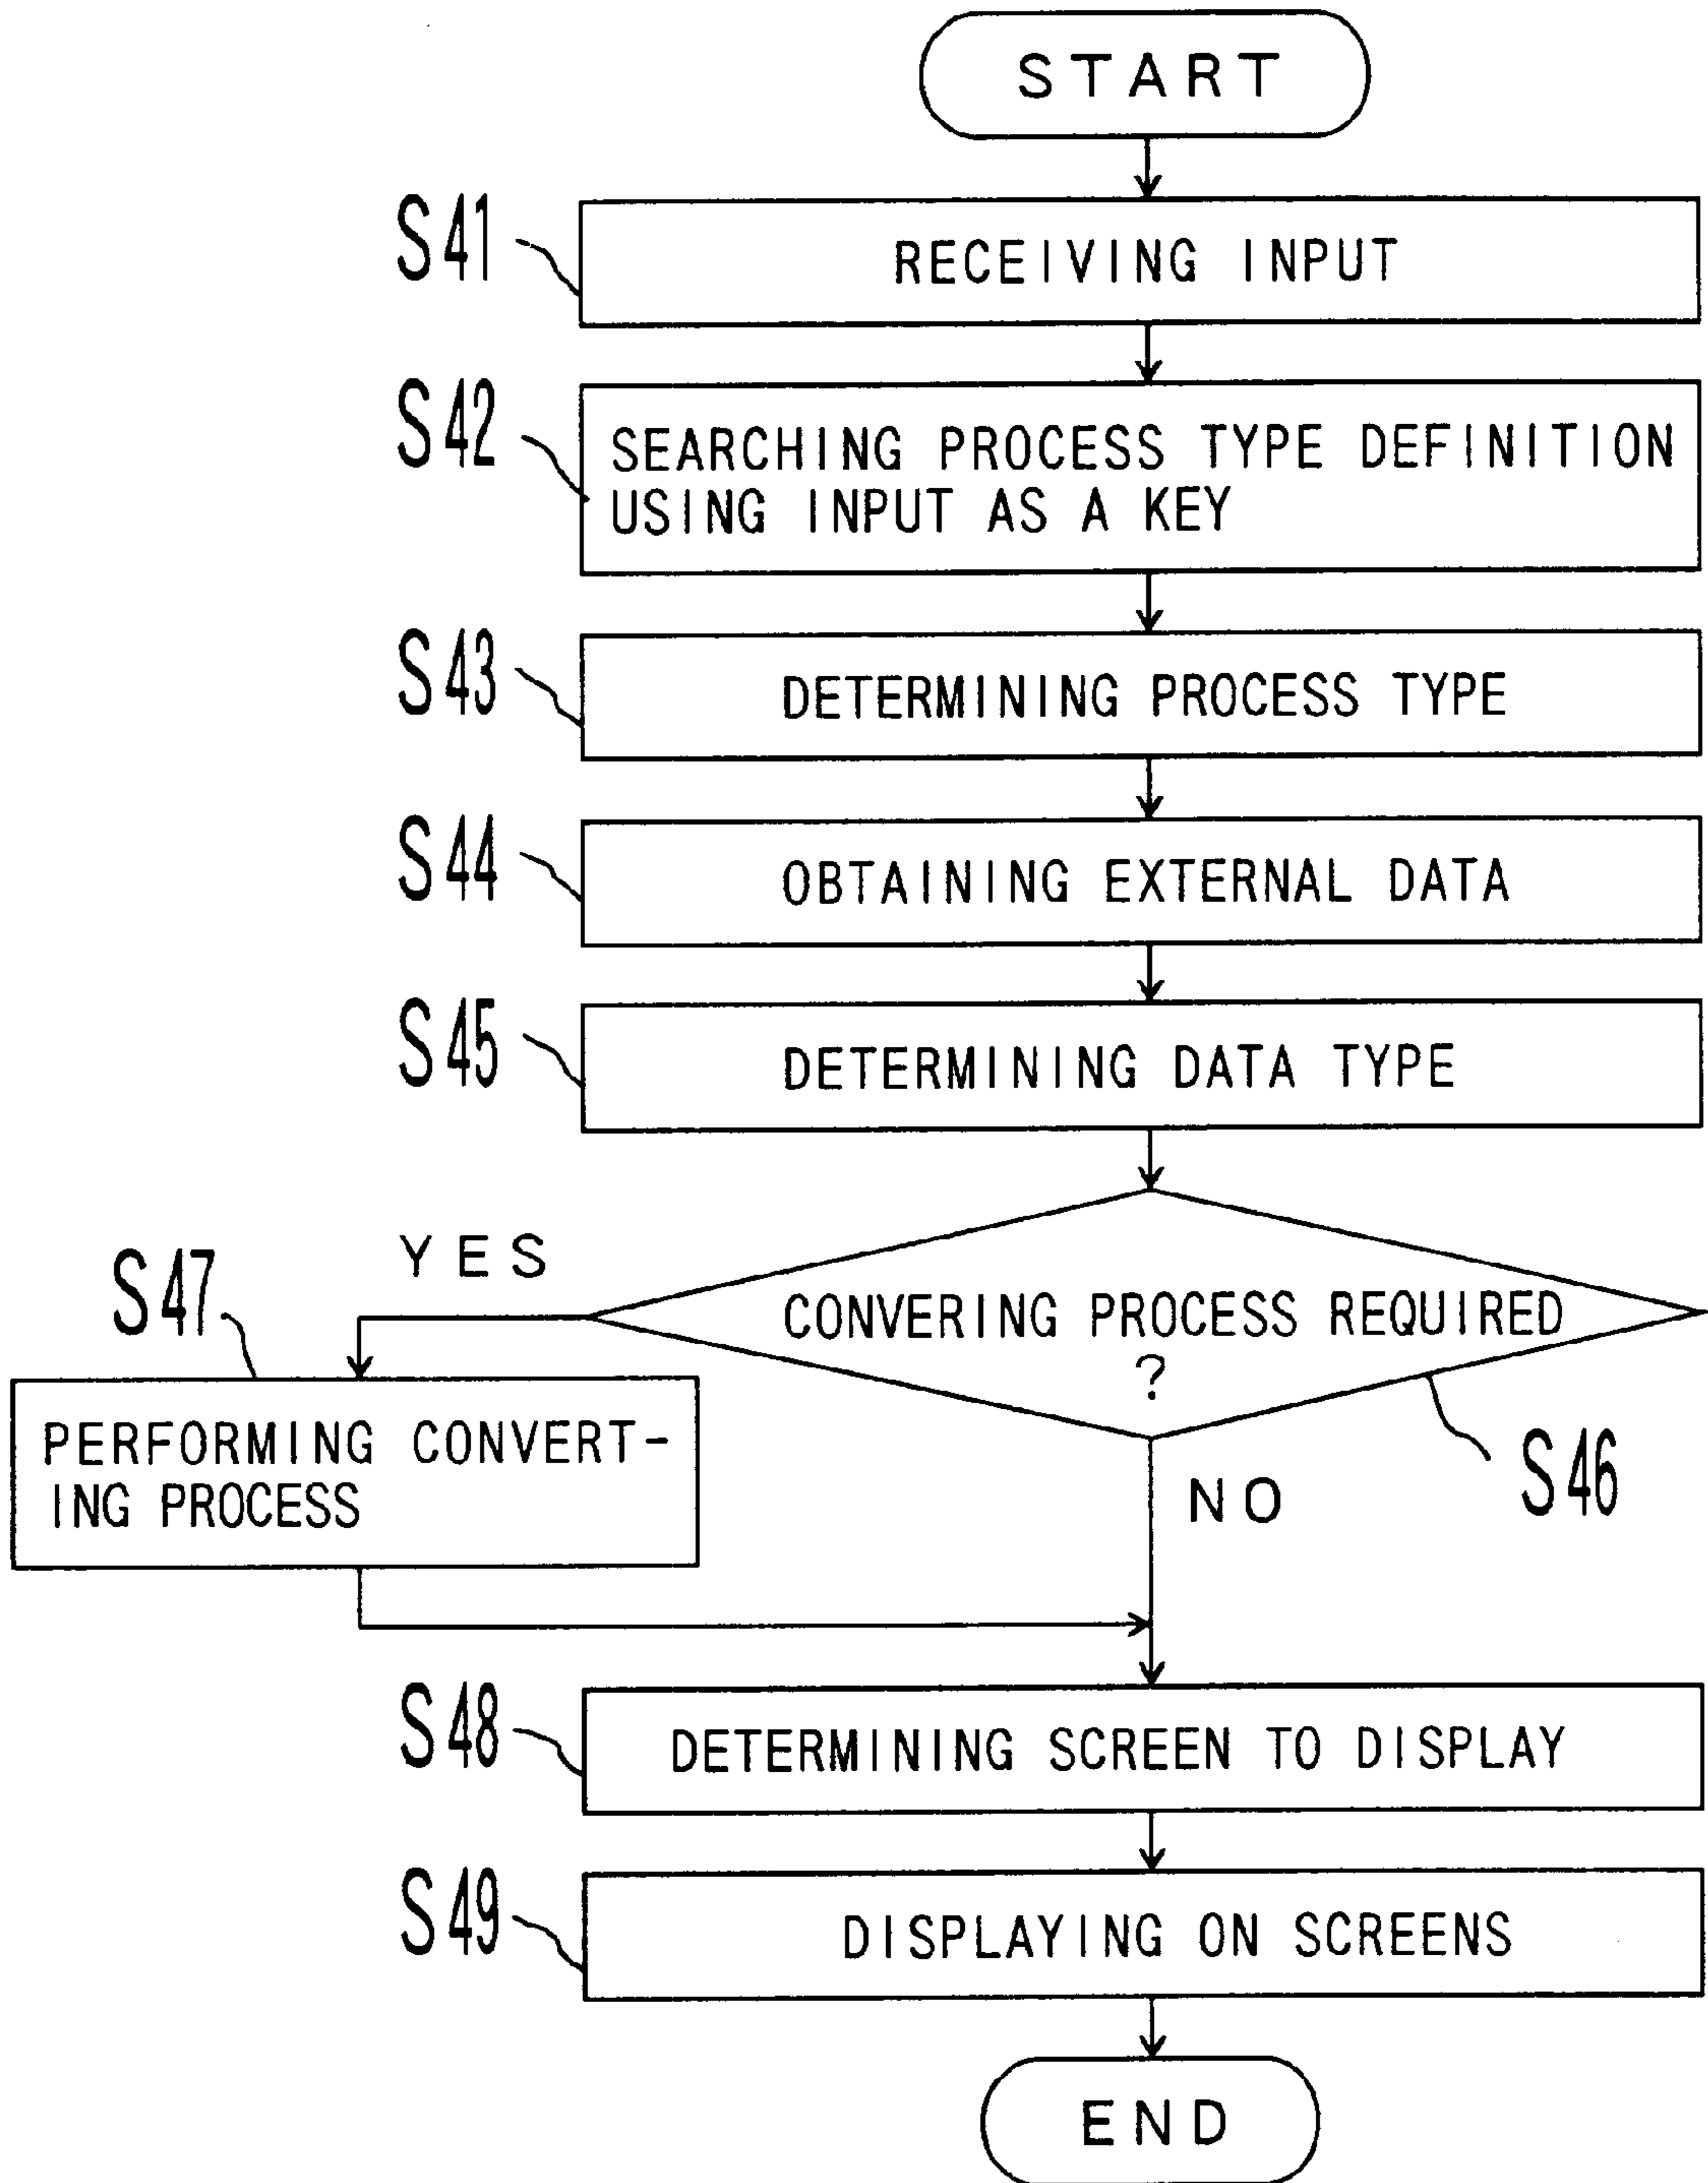 START
S41
RECEIVING INPUT
S42
SEARCHING PROCESS TYPE DEFINITION
USING INPUT AS A KEY
S43
DETERMINING PROCESS TYPE
S44
OBTAINING EXTERNAL DATA
S45
DETERMINING DATA TYPE
YES
S47
CONVERING PROCESS REQUIRED
?
PERFORMING CONVERT-
ING PROCESS
NO
S46
S48
DETERMINING SCREEN TO DISPLAY
S49
DISPLAYING ON SCREENS
END